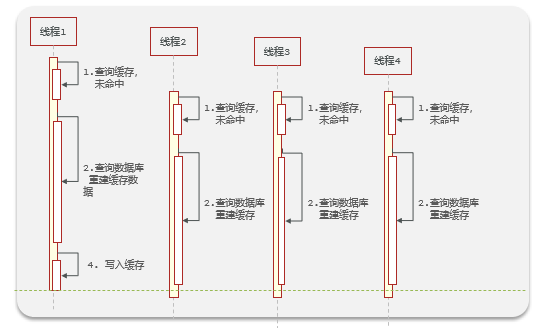 线程1
线程2
线程3
线程4
1.查询缓存,
未命中
1.查询缓存,
未命中
1.查询缓存,
未命中
1.查询缓存,
未命中
2.查询数据库
重建缓存数
据
2.查询数据库
重建缓存
2.查询数据库
重建缓存
2.查询数据库
重建缓存
4. 写入缓存